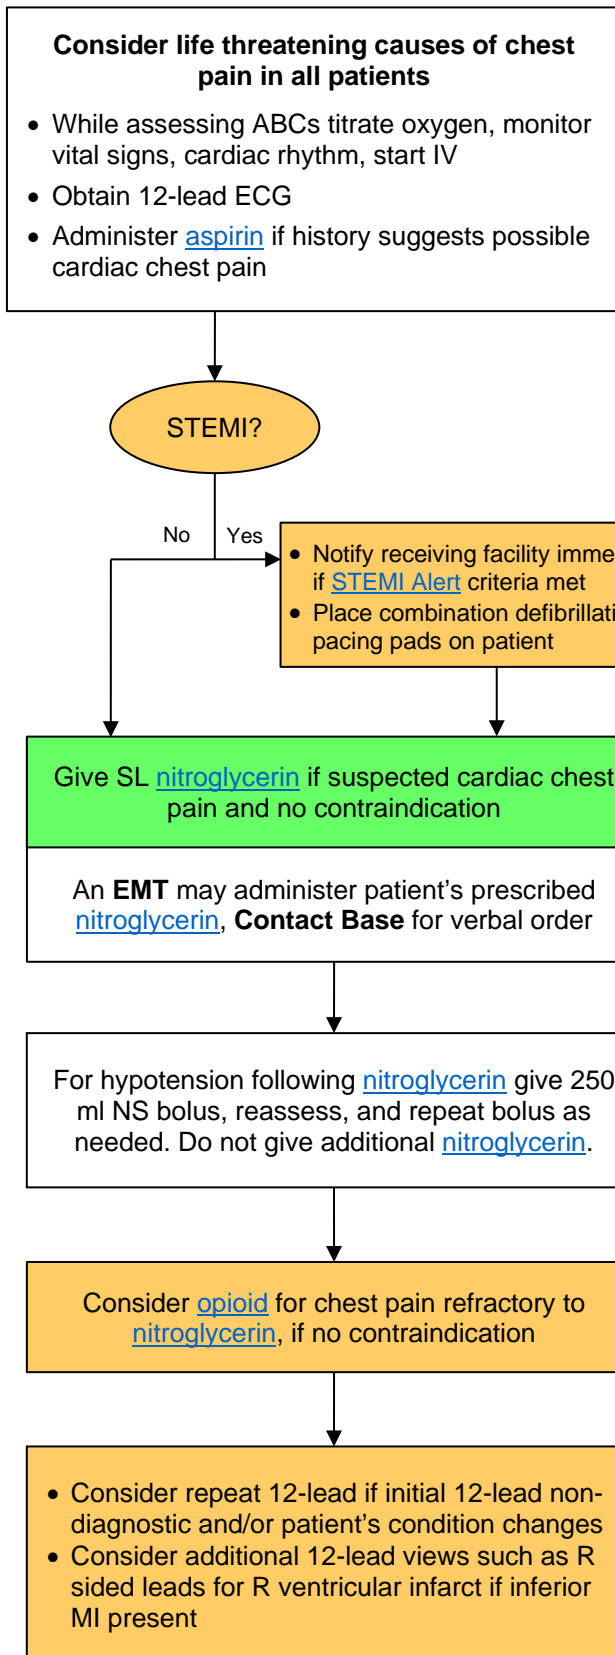 Consider life threatening causes of chest
pain in all patients
• While assessing ABCs titrate oxygen, monitor
vital signs, cardiac rhythm, start IV
• Obtain 12-lead ECG
• Administer aspirin if history suggests possible
cardiac chest pain
STEMI?
No Yes
• Notify receiving facility
if STEMI Alert criteria met
• Place combination
pacing pads on patient
Give SL nitroglycerin if suspected cardiac chest
pain and no contraindication
An EMT may administer patient’s prescribed
nitroglycerin, Contact Base for verbal order
For hypotension following nitroglycerin give 250
ml NS bolus, reassess, and repeat bolus as
needed. Do not give additional nitroglycerin.
Consider opioid for chest pain refractory to
nitroglycerin, if no contraindication
• Consider repeat 12-lead if initial 12-lead non-
diagnostic and/or patient’s condition changes
• Consider additional 12-lead views such as R
sided leads for R ventricular infarct if inferior
MI present